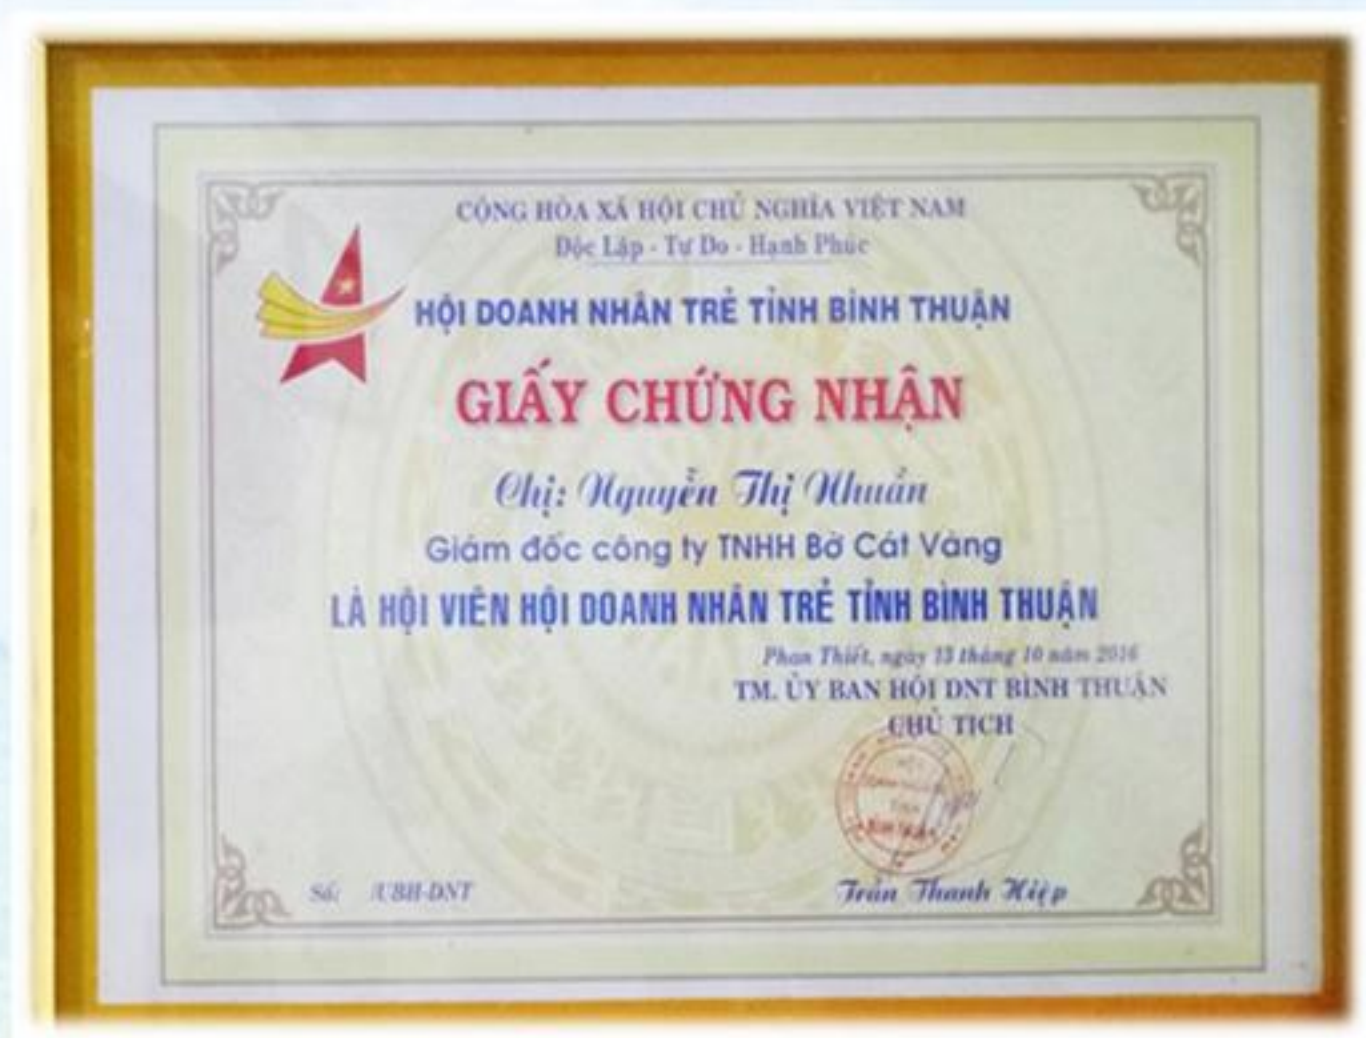 CỘNG HÒA XÃ HỘI CHỦ NGHĨA VIỆT NAM
Độc Lập - Tự Do - Hạnh Phúc
HỘI DOANH NHÂN TRẺ TỈNH BÌNH THUẬN
GIẤY CHỨNG NHẬN
Chị: Nguyễn Thị Nhuẩn
Giám đốc công ty TNHH Bờ Cát Vàng
LÀ HỘI VIÊN HỘI DOANH NHÂN TRẺ TỈNH BÌNH THUẬN
Phan Thiết, ngày 13 tháng 10 năm 2016
TM. ỦY BAN HỘI DNT BÌNH THUẬN
CHỦ TỊCH
Trần Thanh Hiệp
Số: /UBH-DNT